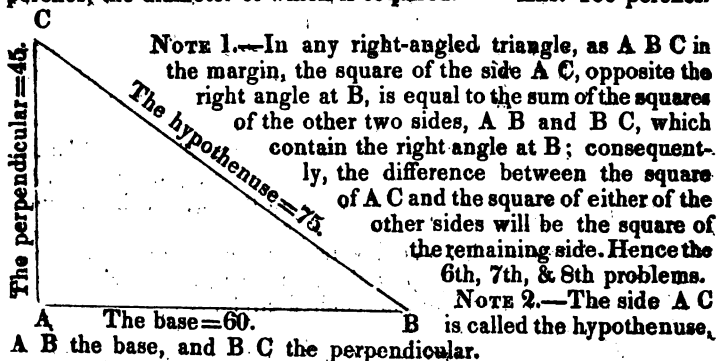 C
NOTE 1.—In any right-angled triangle, as A B C in
the margin, the square of the side A C, opposite the
right angle at B, is equal to the sum of the squares
of the other two sides, A B and B C, which
contain the right angle at B; consequent-
ly, the difference between the square
of A C and the square of either of the
other sides will be the square of
the remaining side. Hence the
6th, 7th, & 8th problems.
NOTE 2.—The side A C
is called the hypothenuse,
A B the base, and B C the perpendicular.
The perpendicular=45.
The hypothenuse=75.
A The base=60. B